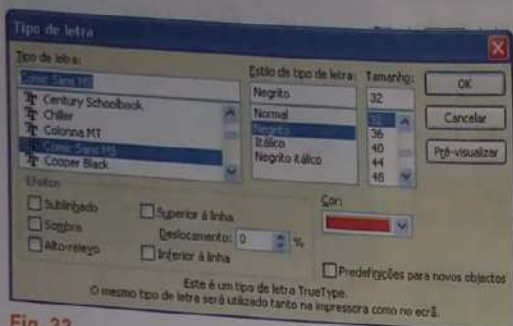 Tipo de letra
Tipo de letra:
Comic Sans MS
Century Schoolbook
Chiller
Colonna MT
Comic Sans MS
Cooper Black
Estilo de tipo de letra:
Negrito
Normal
Negrito
Itálico
Negrito itálico
Tamanho:
32
32
36
40
44
48
OK
Cancelar
Pré-visualizar
Efeitos
Sublinhado
Sombra
Alto-relevo
Superior à linha
Deslocamento: 0 %
Inferior à linha
Cor:
Predefinições para novos objectos
Este é um tipo de letra TrueType.
O mesmo tipo de letra será utilizado tanto na impressora como no ecrã.
Fig. 33